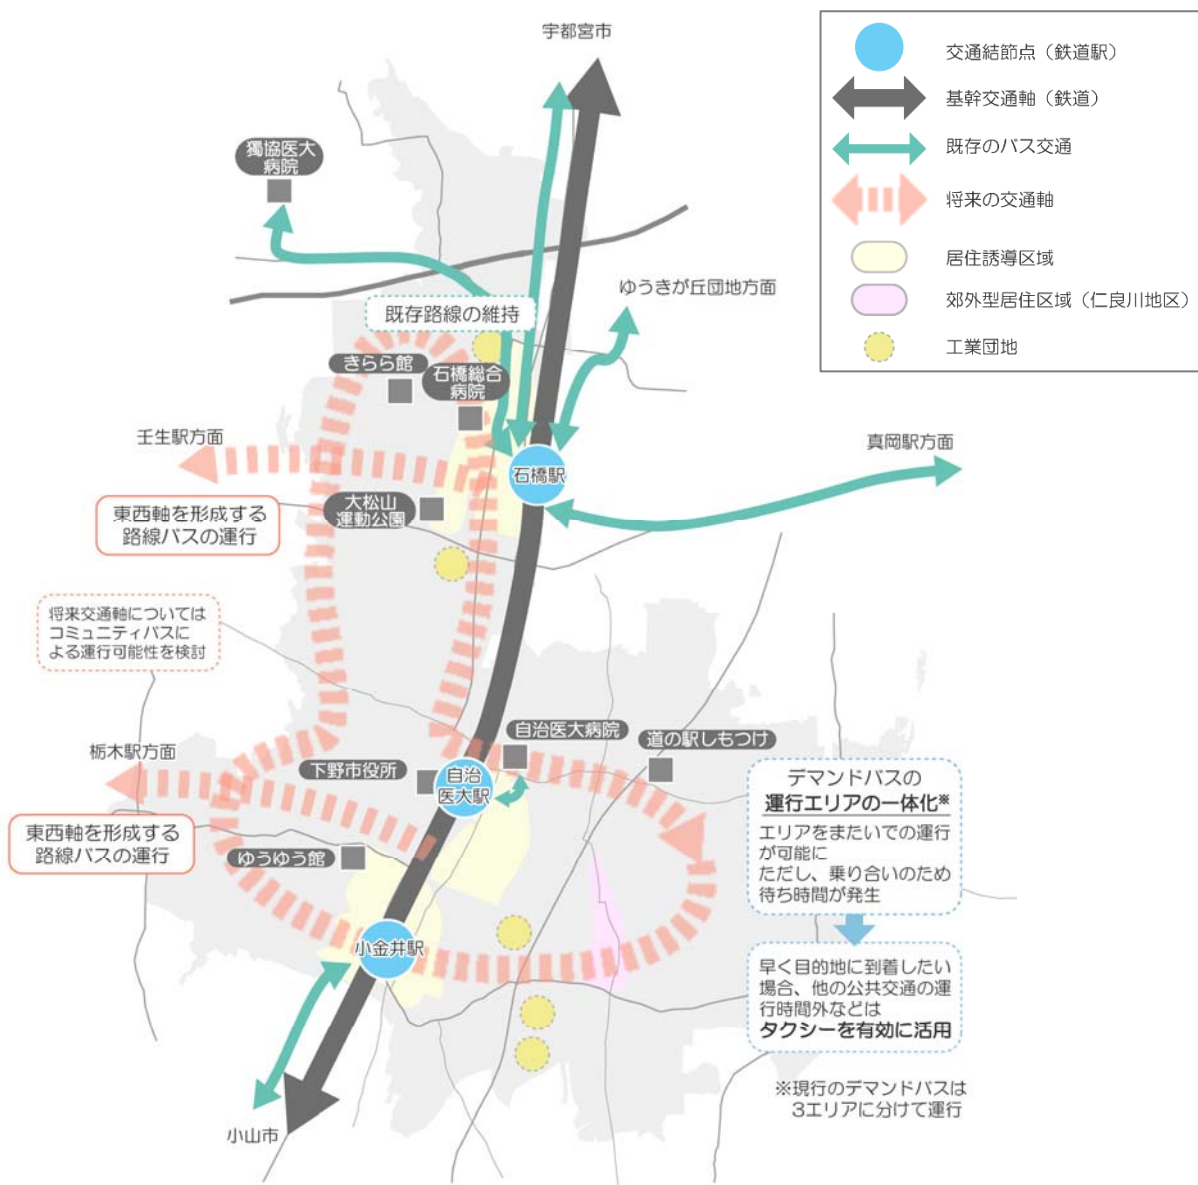 宇都宮市
交通結節点（鉄道駅）
基幹交通軸（鉄道）
既存のバス交通
将来の交通軸
居住誘導区域
郊外型居住区域（仁良川地区）
工業団地
獨協医大
病院
ゆうきが丘団地方面
既存路線の維持
きらら館
石橋総合
病院
壬生駅方面
石橋駅
真岡駅方面
大松山
運動公園
東西軸を形成する
路線バスの運行
将来交通軸については
コミュニティバスに
よる運行可能性を検討
自治医大病院
道の駅しもつけ
栃木駅方面
下野市役所
自治
医大駅
東西軸を形成する
路線バスの運行
ゆうゆう館
小金井駅
デマンドバスの
運行エリアの一体化※
エリアをまたいでの運行
が可能に
ただし、乗り合いのため
待ち時間が発生
早く目的地に到着したい
場合、他の公共交通の運
行時間外などは
タクシーを有効に活用
※現行のデマンドバスは
3エリアに分けて運行
小山市